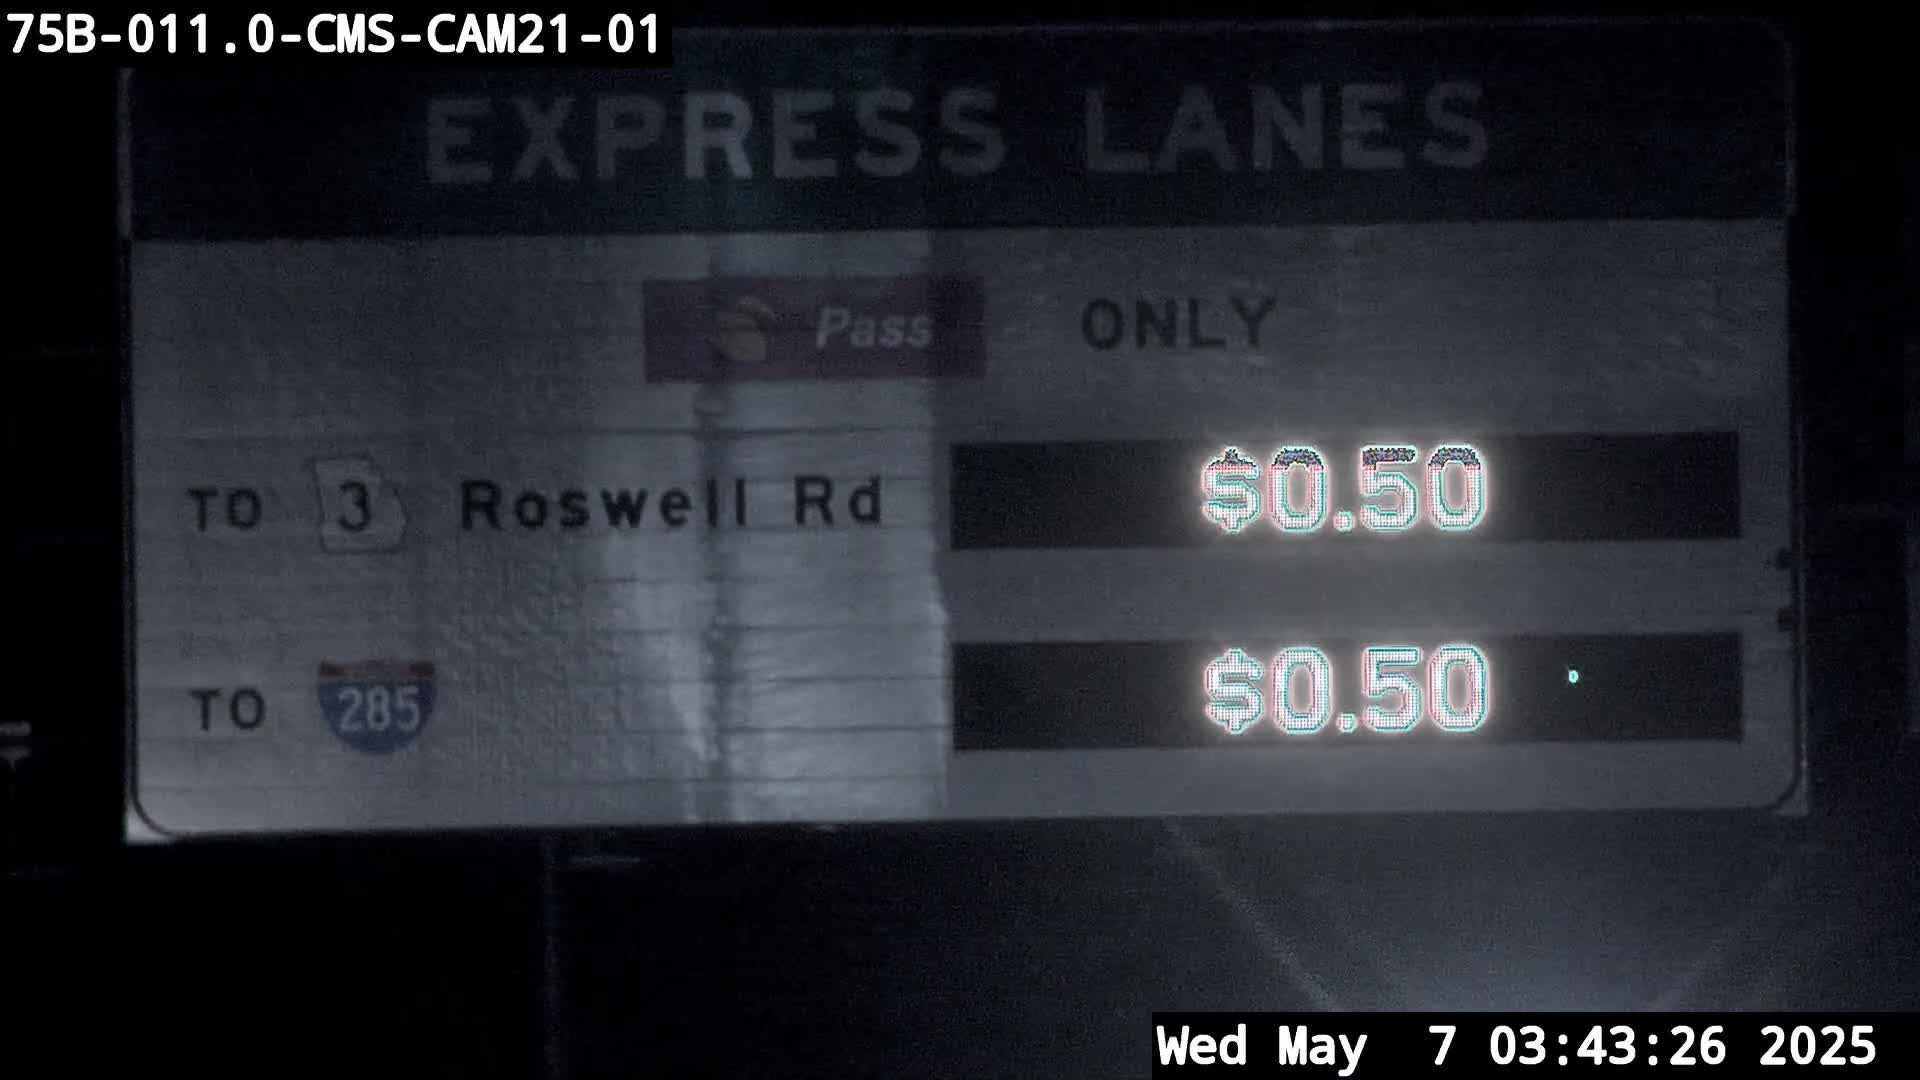 75B-011.0-CMS-CAM21-01
EXPRESS LANES
Pass ONLY
TO 3 Roswell Rd $0.50
TO 285 $0.50
Wed May 7 03:43:26 2025